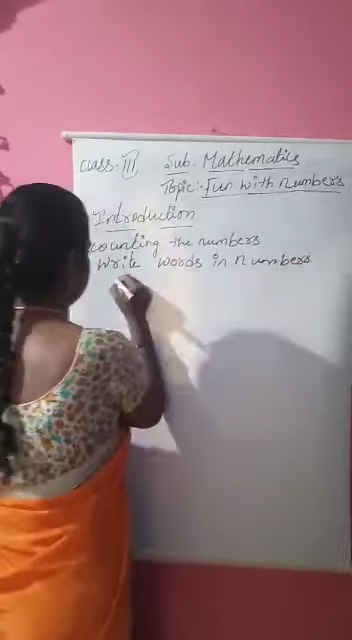 Class-III, Sub. Mathematics
Topic:- Fun with numbers
Introduction
counting the numbers
write words in numbers